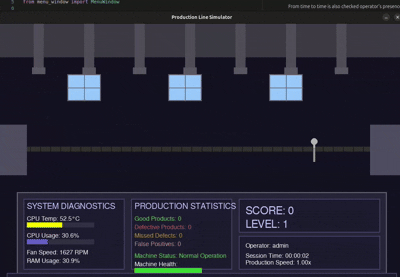 from menu_window import MenuWindow
From time to time is also checked operator's presenc
Production Line Simulator
SYSTEM DIAGNOSTICS
CPU Temp: 52.5°C
CPU Usage: 30.6%
Fan Speed: 1627 RPM
RAM Usage: 30.9%
PRODUCTION STATISTICS
Good Products: 0
Defective Products: 0
Missed Defects: 0
False Positives: 0
Machine Status: Normal Operation
Machine Health:
SCORE: 0
LEVEL: 1
Operator: admin
Session Time: 00:00:02
Production Speed: 1.00x